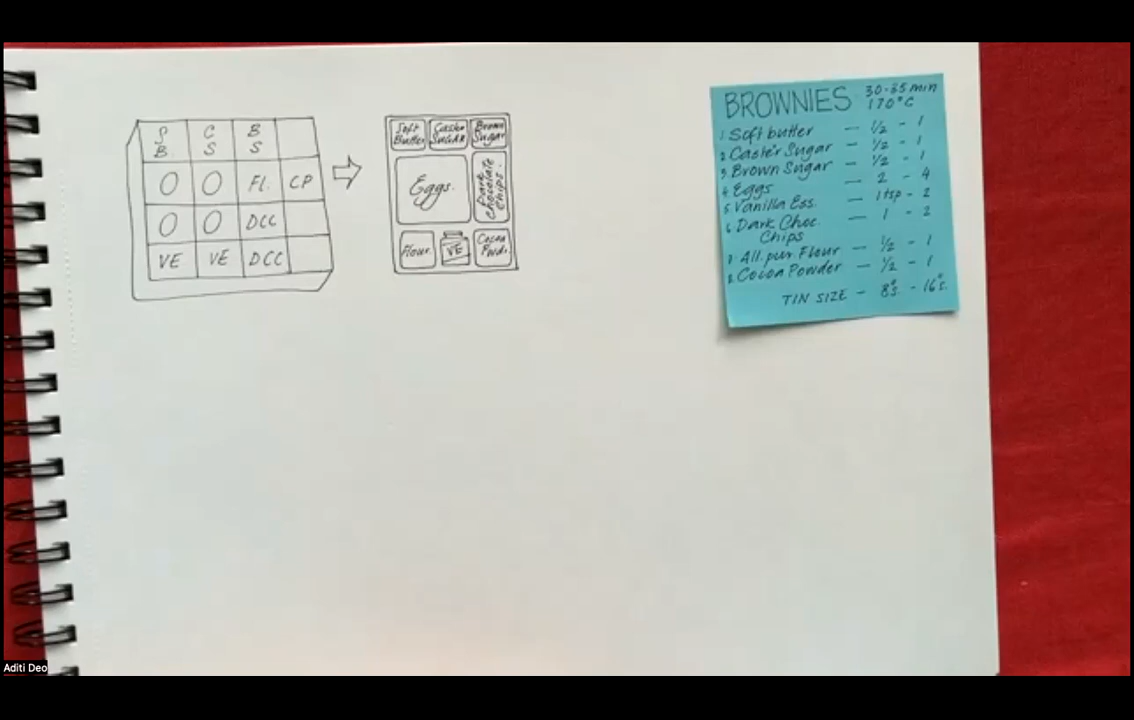 S C B
B. S S
O O Fl. CP
O O DCC
VE VE DCC
Soft Butter
Caster Sugar
Brown Sugar
Eggs.
Dark Chocolate Chips.
Flour
VE
Cocoa Powd.
BROWNIES 30-35 min
170°C
1. Soft butter — ½ - 1
2. Caster Sugar — ½ - 1
3. Brown Sugar — ½ - 1
4. Eggs — 2 - 4
5. Vanilla Ess. — 1tsp - 2
6. Dark Choc. — 1 - 2
Chips
7. All. pur. Flour — ½ - 1
8. Cocoa Powder — ½ - 1
TIN SIZE — 8"s. - 16"s.
Aditi Deo